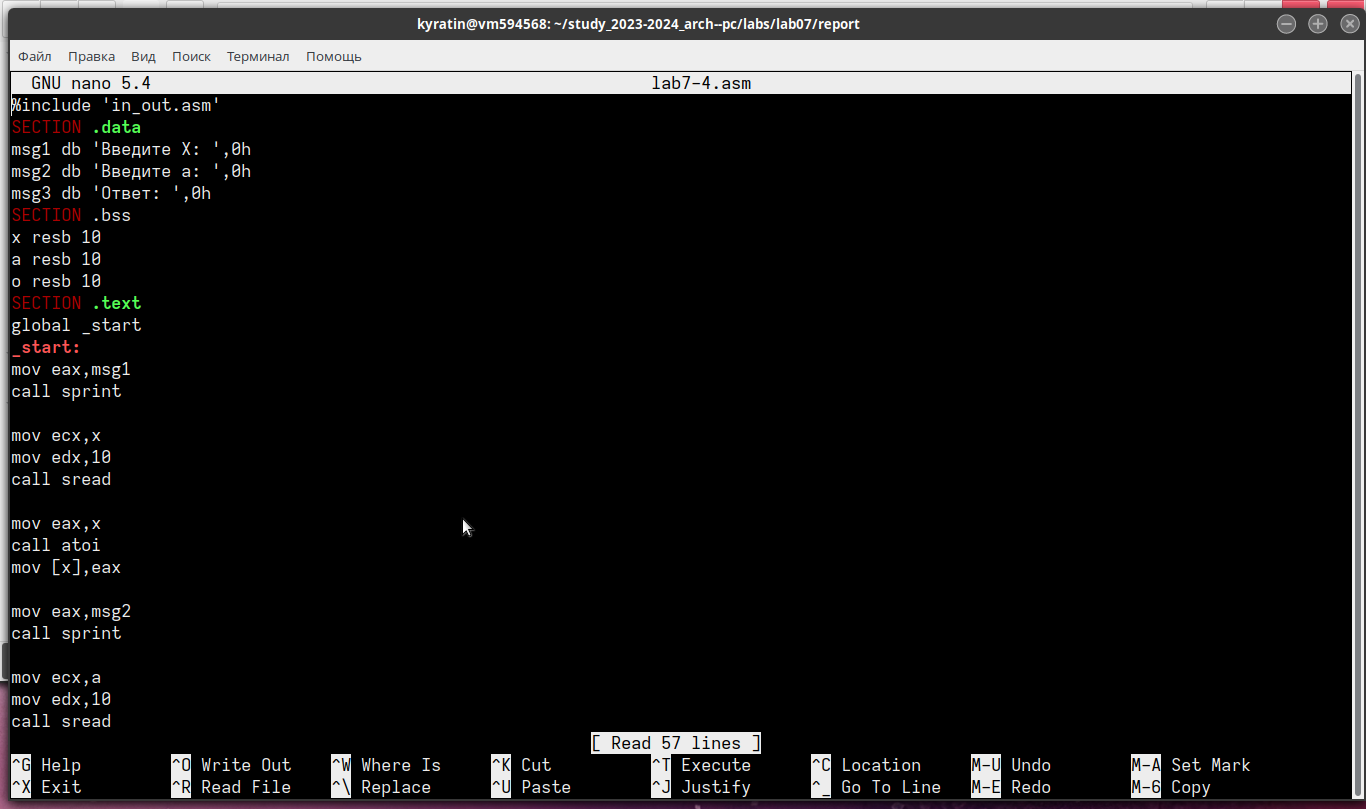 kyratin@vm594568: ~/study_2023-2024_arch--pc/labs/lab07/report
Файл Правка Вид Поиск Терминал Помощь
GNU nano 5.4 lab7-4.asm
%include 'in_out.asm'
SECTION .data
msg1 db 'Введите X: ',0h
msg2 db 'Введите a: ',0h
msg3 db 'Ответ: ',0h
SECTION .bss
x resb 10
a resb 10
o resb 10
SECTION .text
global _start
_start:
mov eax,msg1
call sprint
mov ecx,x
mov edx,10
call sread
mov eax,x
call atoi
mov [x],eax
mov eax,msg2
call sprint
mov ecx,a
mov edx,10
call sread
[ Read 57 lines ]
^G Help ^O Write Out ^W Where Is ^K Cut ^T Execute ^C Location M-U Undo M-A Set Mark
^X Exit ^R Read File ^\ Replace ^U Paste ^J Justify ^_ Go To Line M-E Redo M-6 Copy